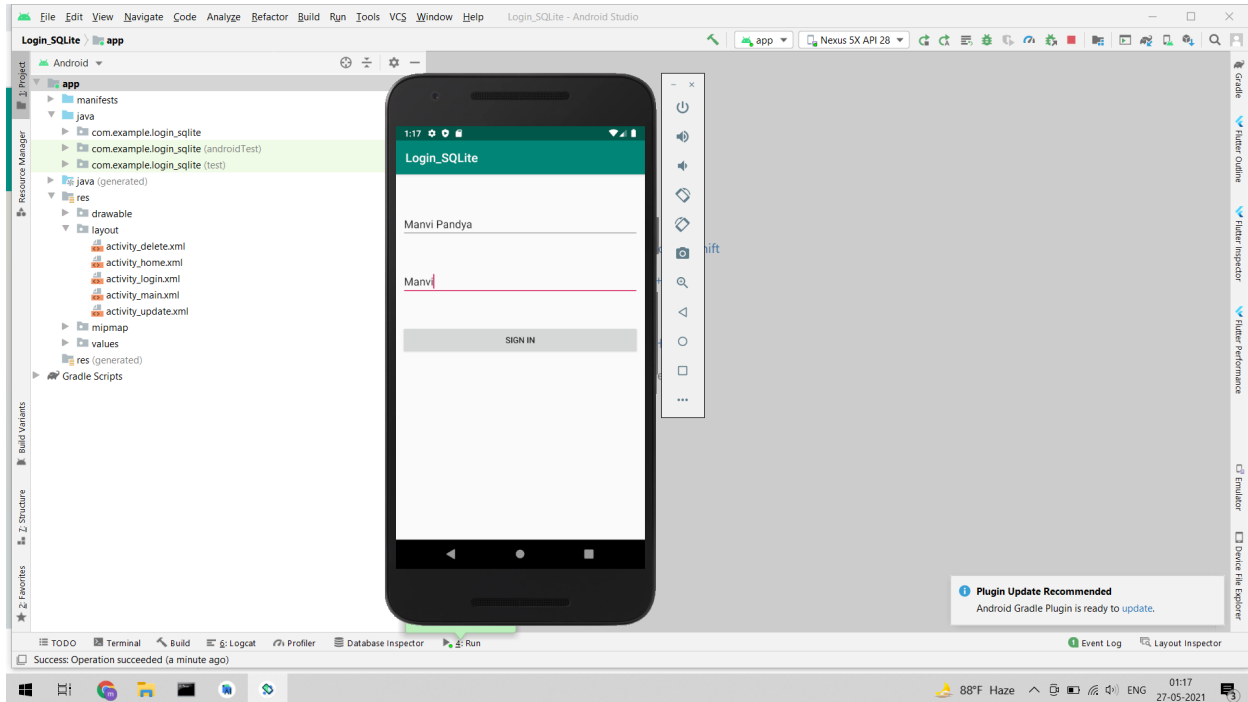 File Edit View Navigate Code Analyze Refactor Build Run Tools VCS Window Help Login_SQLite - Android Studio
Login_SQLite app
app Nexus 5X API 28
Android
app
manifests
java
com.example.login_sqlite
com.example.login_sqlite (androidTest)
com.example.login_sqlite (test)
java (generated)
res
drawable
layout
activity_delete.xml
activity_home.xml
activity_login.xml
activity_main.xml
activity_update.xml
mipmap
values
res (generated)
Gradle Scripts
1: Project
Resource Manager
Build Variants
Z: Structure
2: Favorites
1:17
Login_SQLite
Manvi Pandya
Manvi
SIGN IN
Gradle
Flutter Outline
Flutter Inspector
Flutter Performance
Emulator
Device File Explorer
Plugin Update Recommended
Android Gradle Plugin is ready to update.
TODO Terminal Build 6: Logcat Profiler Database Inspector 4: Run 1 Event Log Layout Inspector
Success: Operation succeeded (a minute ago)
88°F Haze ENG 01:17
27-05-2021 3